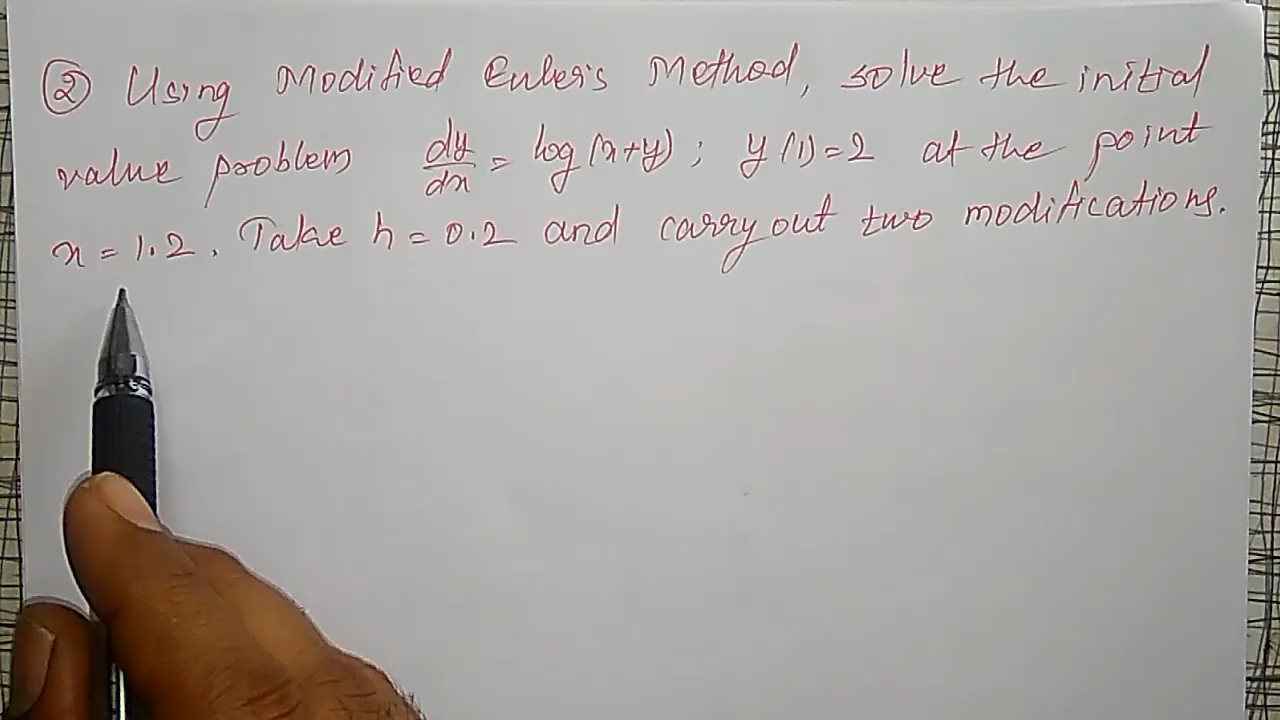 ② Using Modified Euler's Method, solve the initial
value problem dy/dx = log(x+y); y(1)=2 at the point
x = 1.2. Take h = 0.2 and carry out two modifications.